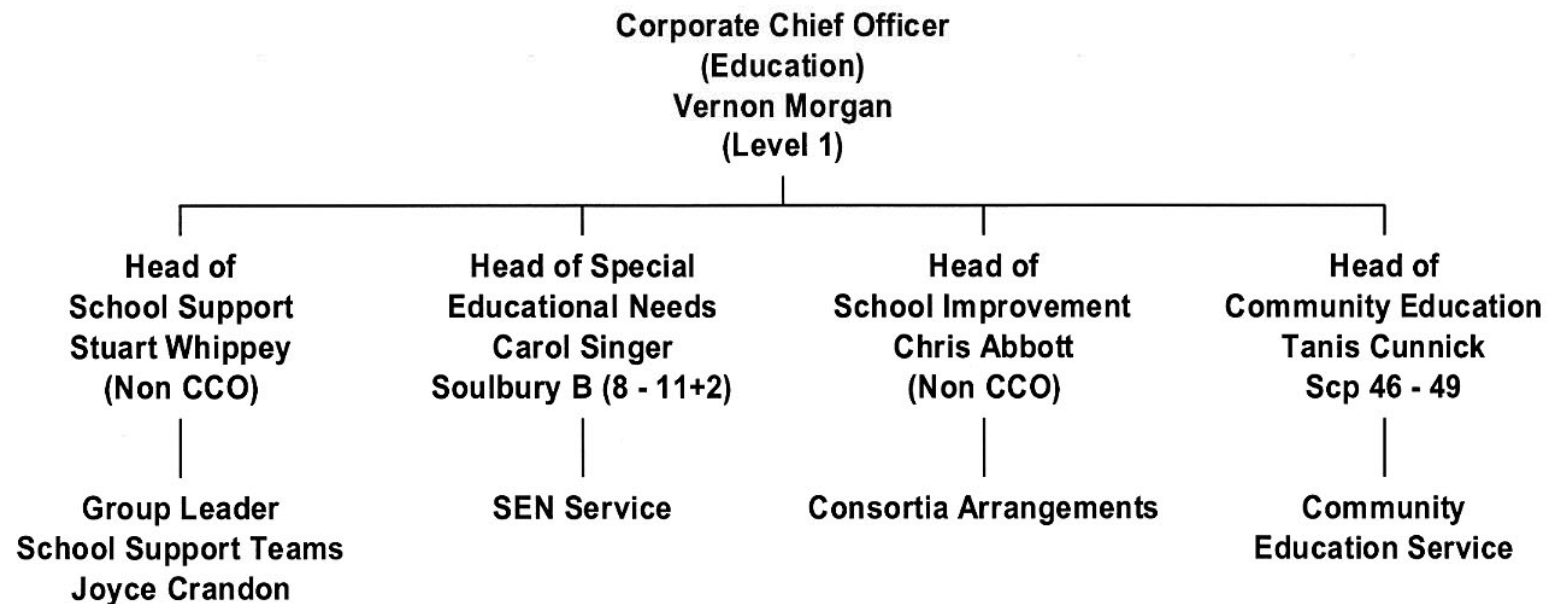 Corporate Chief Officer
(Education)
Vernon Morgan
(Level 1)
Head of
School Support
Stuart Whippey
(Non CCO)
Head of Special
Educational Needs
Carol Singer
Soulbury B (8 - 11+2)
Head of
School Improvement
Chris Abbott
(Non CCO)
Head of
Community Education
Tanis Cunnick
Scp 46 - 49
Group Leader
School Support Teams
Joyce Crandon
SEN Service
Consortia Arrangements
Community
Education Service